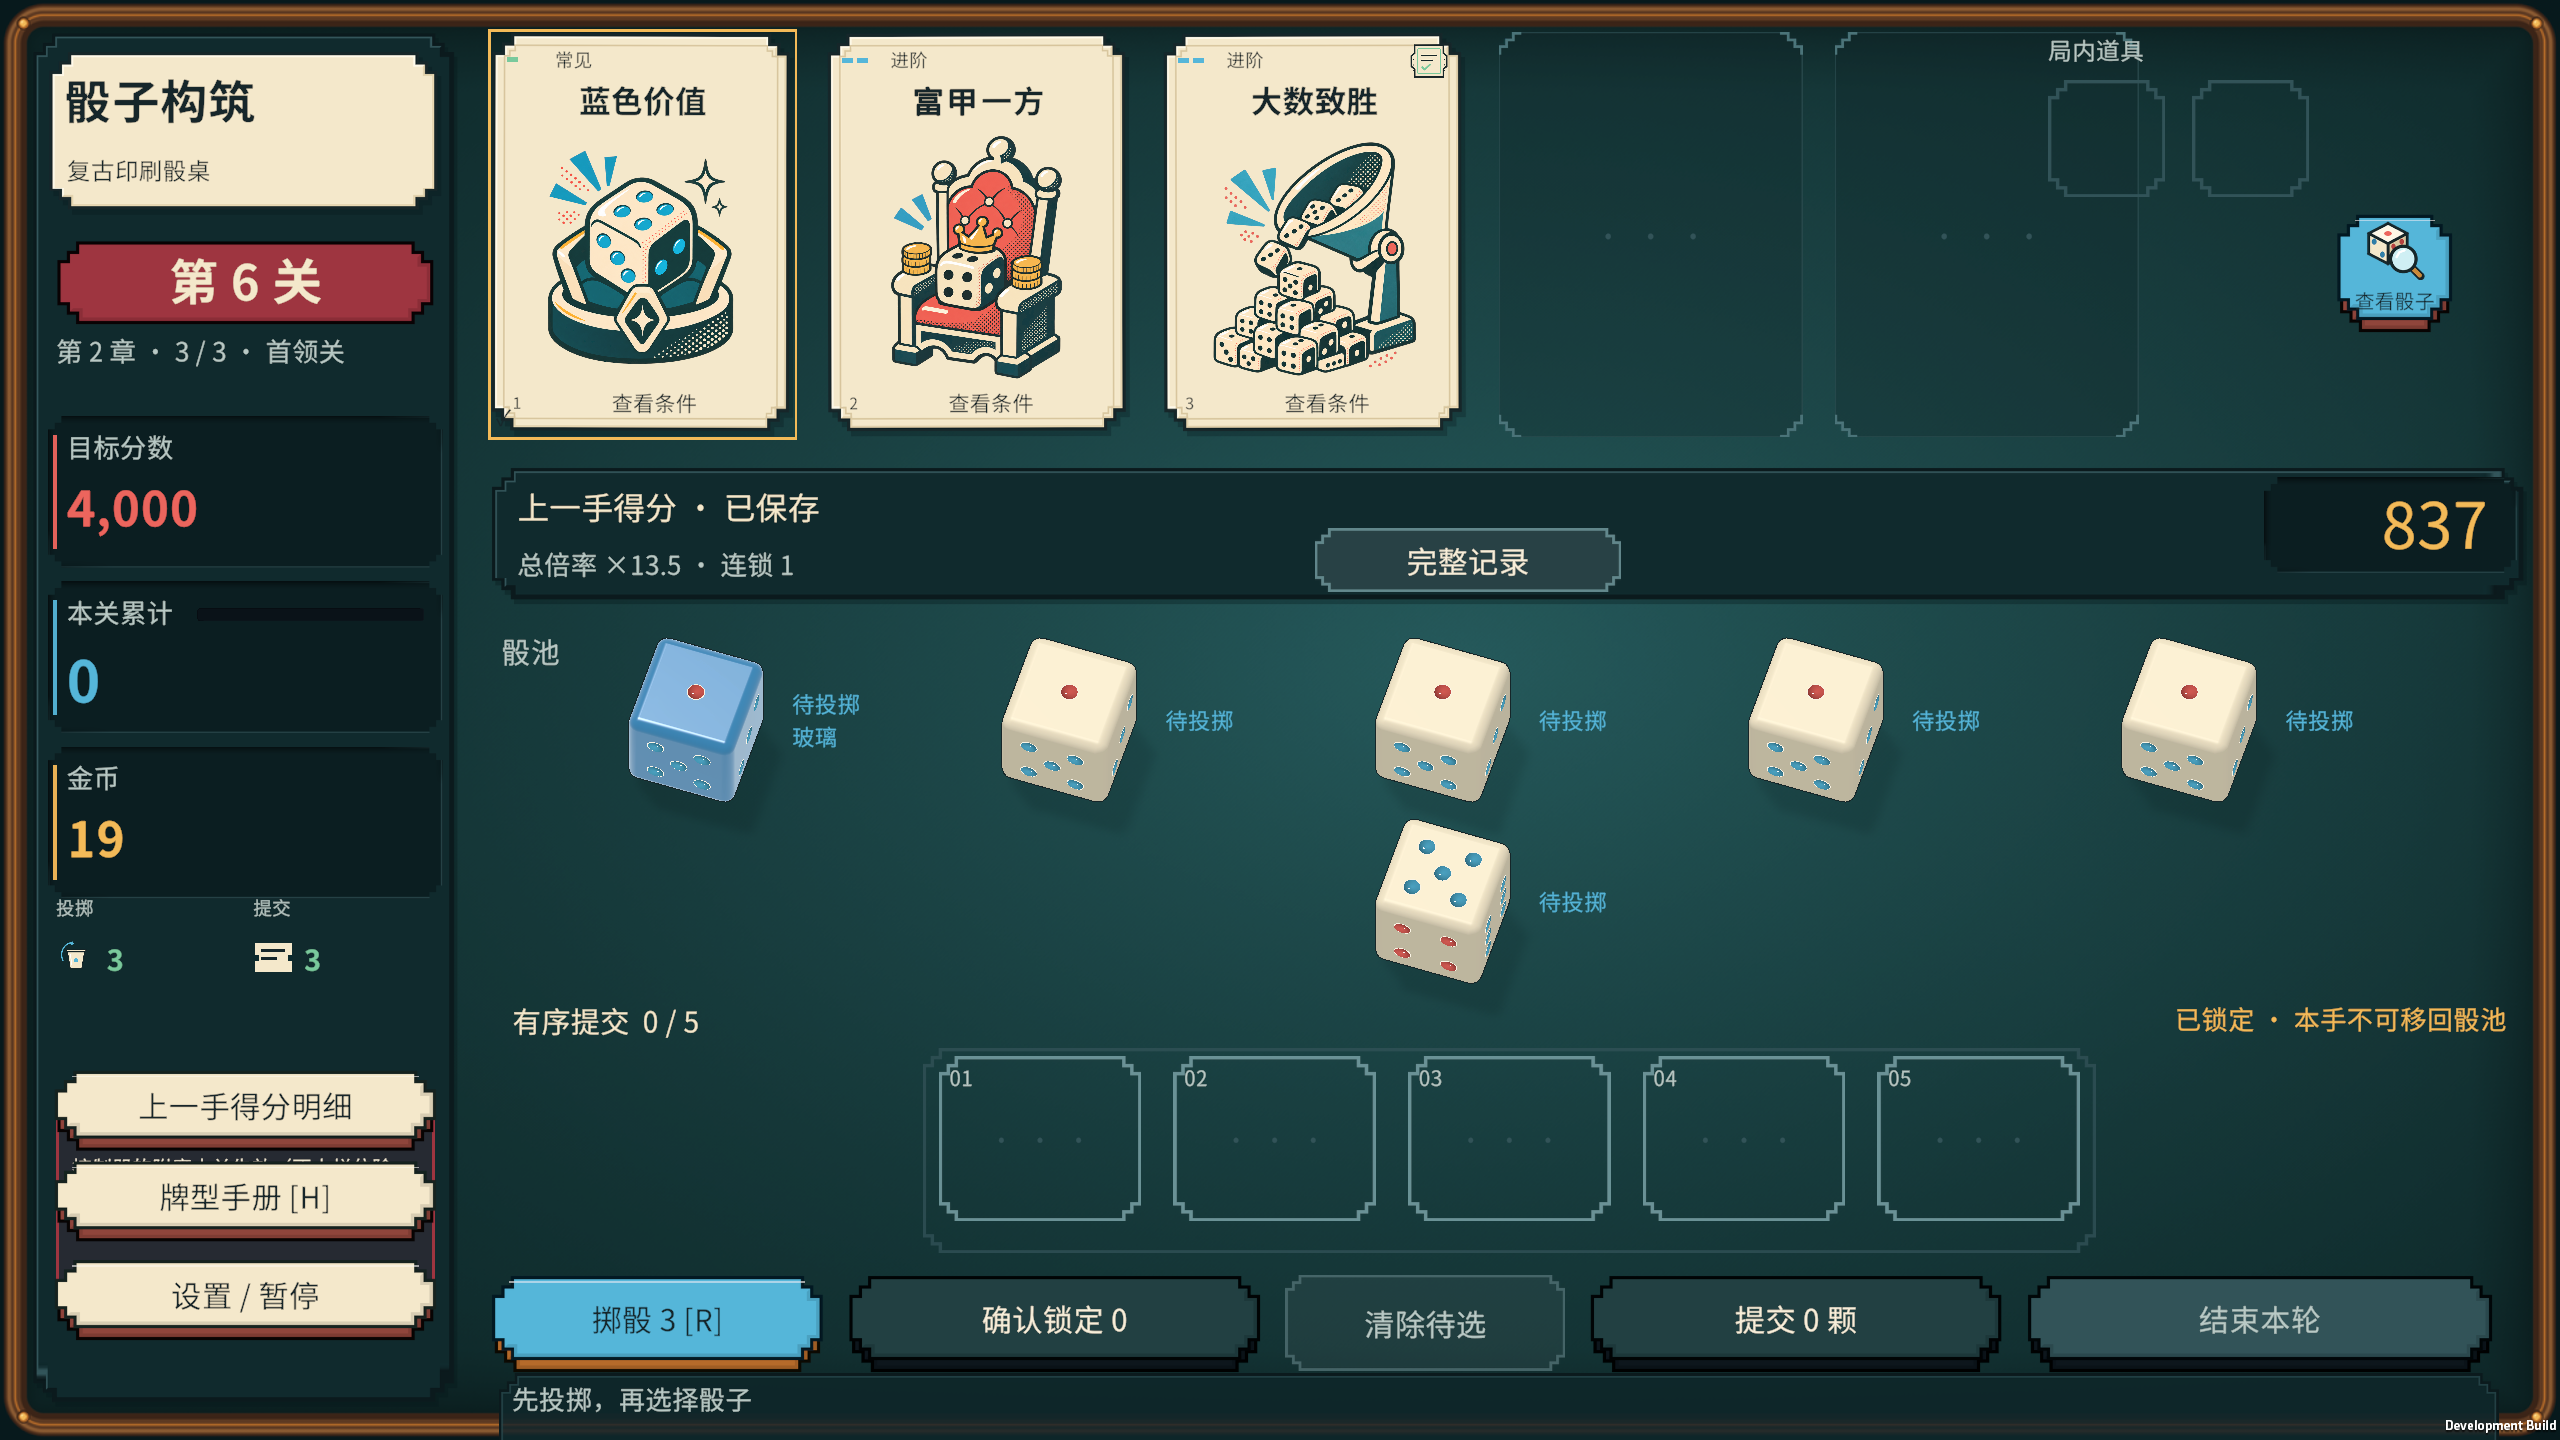 骰子构筑
复古印刷骰桌
第 6 关
第 2 章 · 3 / 3 · 首领关
目标分数
4,000
本关累计
0
金币
19
投掷
提交
3
3
上一手得分明细
牌型手册 [H]
设置 / 暂停
常见
蓝色价值
1
查看条件
进阶
富甲一方
2
查看条件
进阶
大数致胜
3
查看条件
局内道具
查看骰子
上一手得分 · 已保存
总倍率 ×13.5 · 连锁 1
完整记录
837
骰池
待投掷
玻璃
待投掷
待投掷
待投掷
待投掷
待投掷
有序提交 0 / 5
已锁定 · 本手不可移回骰池
01
02
03
04
05
掷骰 3 [R]
确认锁定 0
清除待选
提交 0 颗
结束本轮
先投掷，再选择骰子
Development Build